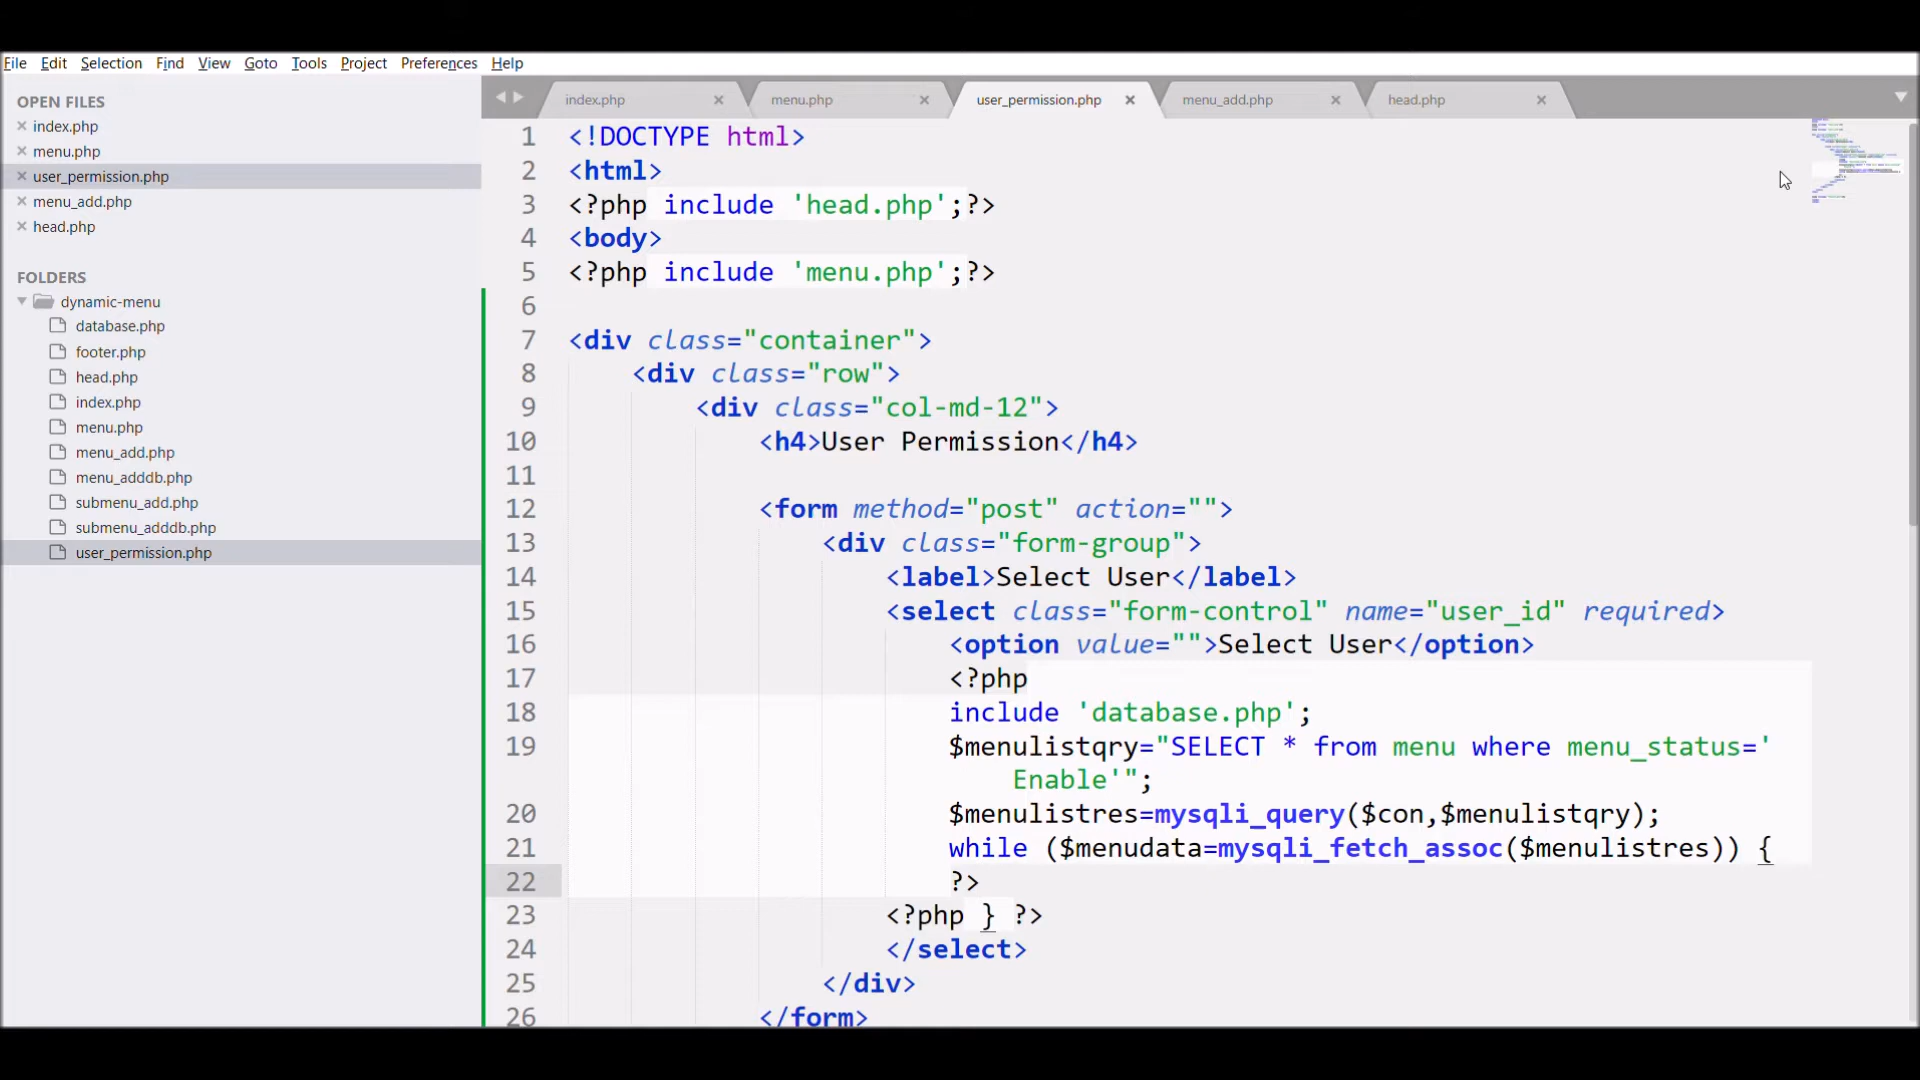 File Edit Selection Find View Goto Tools Project Preferences Help
OPEN FILES
index.php
menu.php
user_permission.php
menu_add.php
head.php
FOLDERS
dynamic-menu
database.php
footer.php
head.php
index.php
menu.php
menu_add.php
menu_adddb.php
submenu_add.php
submenu_adddb.php
user_permission.php
index.php menu.php user_permission.php menu_add.php head.php
1 <!DOCTYPE html>
2 <html>
3 <?php include 'head.php';?>
4 <body>
5 <?php include 'menu.php';?>
6
7 <div class="container">
8 <div class="row">
9 <div class="col-md-12">
10 <h4>User Permission</h4>
11
12 <form method="post" action="">
13 <div class="form-group">
14 <label>Select User</label>
15 <select class="form-control" name="user_id" required>
16 <option value="">Select User</option>
17 <?php
18 include 'database.php';
19 $menulistqry="SELECT * from menu where menu_status='
Enable'";
20 $menulistres=mysqli_query($con,$menulistqry);
21 while ($menudata=mysqli_fetch_assoc($menulistres)) {
22 ?>
23 <?php } ?>
24 </select>
25 </div>
26 </form>